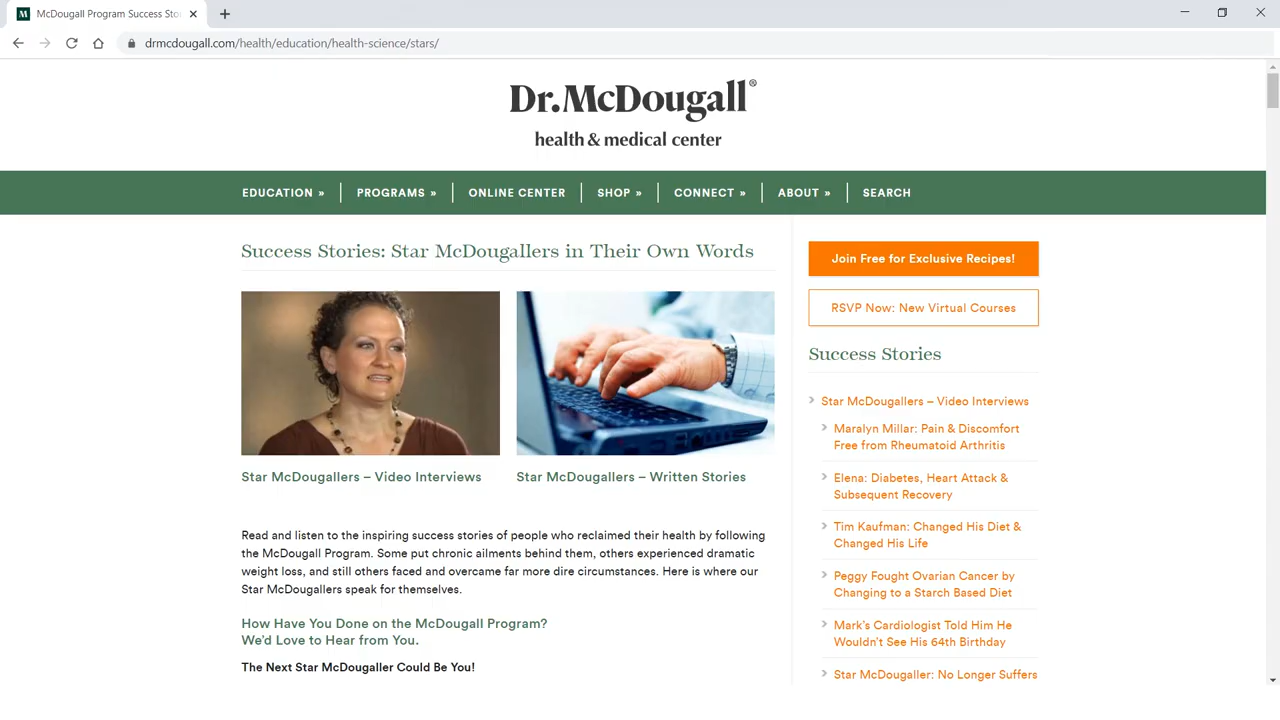 M McDougall Program Success Sto
drmcdougall.com/health/education/health-science/stars/
Dr.McDougall®
health & medical center
EDUCATION » PROGRAMS » ONLINE CENTER SHOP » CONNECT » ABOUT » SEARCH
Success Stories: Star McDougallers in Their Own Words
Star McDougallers – Video Interviews
Star McDougallers – Written Stories
Read and listen to the inspiring success stories of people who reclaimed their health by following
the McDougall Program. Some put chronic ailments behind them, others experienced dramatic
weight loss, and still others faced and overcame far more dire circumstances. Here is where our
Star McDougallers speak for themselves.
How Have You Done on the McDougall Program?
We'd Love to Hear from You.
The Next Star McDougaller Could Be You!
Join Free for Exclusive Recipes!
RSVP Now: New Virtual Courses
Success Stories
Star McDougallers – Video Interviews
Maralyn Millar: Pain & Discomfort
Free from Rheumatoid Arthritis
Elena: Diabetes, Heart Attack &
Subsequent Recovery
Tim Kaufman: Changed His Diet &
Changed His Life
Peggy Fought Ovarian Cancer by
Changing to a Starch Based Diet
Mark's Cardiologist Told Him He
Wouldn't See His 64th Birthday
Star McDougaller: No Longer Suffers